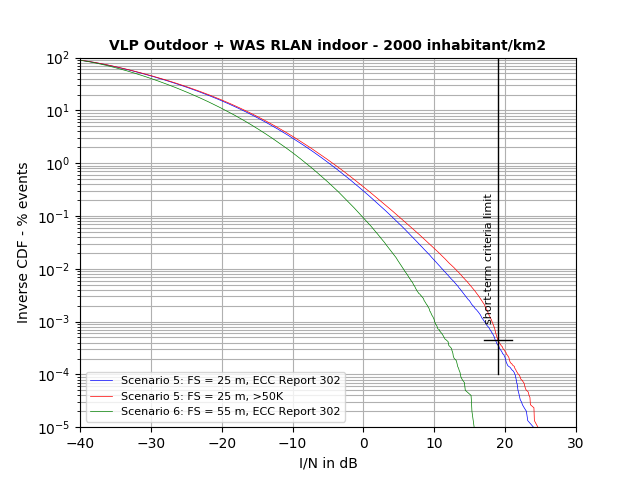 VLP Outdoor + WAS RLAN indoor - 2000 inhabitant/km2
10²
10¹
10⁰
10⁻¹
10⁻²
10⁻³
10⁻⁴
10⁻⁵
Inverse CDF - % events
short-term criteria limit
Scenario 5: FS = 25 m, ECC Report 302
Scenario 5: FS = 25 m, >50K
Scenario 6: FS = 55 m, ECC Report 302
−40 −30 −20 −10 0 10 20 30
I/N in dB